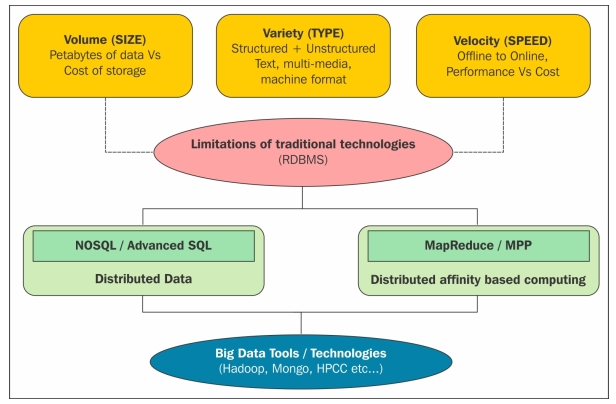 Volume (SIZE)
Petabytes of data Vs
Cost of storage
Variety (TYPE)
Structured + Unstructured
Text, multi-media,
machine format
Velocity (SPEED)
Offline to Online,
Performance Vs Cost
Limitations of traditional technologies
(RDBMS)
NOSQL / Advanced SQL
Distributed Data
MapReduce / MPP
Distributed affinity based computing
Big Data Tools / Technologies
(Hadoop, Mongo, HPCC etc...)